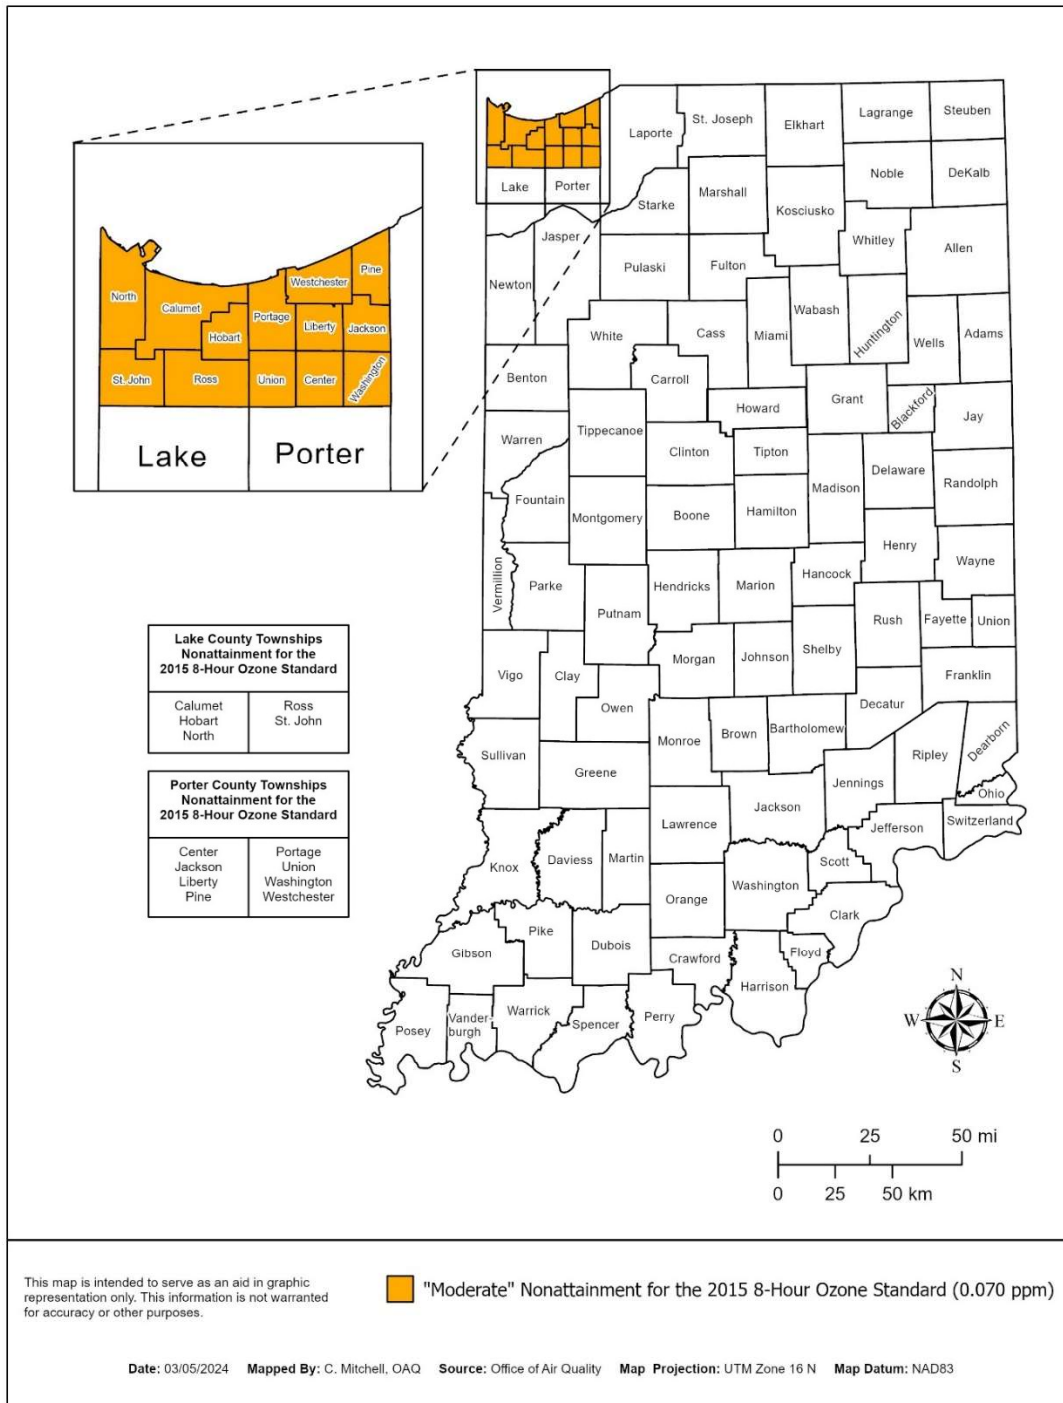 Laporte
St. Joseph
Elkhart
Lagrange
Steuben
Noble
DeKalb
Lake
Porter
Starke
Marshall
Kosciusko
Whitley
Allen
Jasper
Newton
Pulaski
Fulton
Wabash
Huntington
Wells
Adams
White
Cass
Miami
Benton
Carroll
Howard
Grant
Blackford
Jay
Warren
Tippecanoe
Clinton
Tipton
Madison
Delaware
Randolph
Fountain
Montgomery
Boone
Hamilton
Henry
Wayne
Vermillion
Parke
Putnam
Hendricks
Marion
Hancock
Rush
Fayette
Union
Vigo
Clay
Owen
Morgan
Johnson
Shelby
Franklin
Decatur
Sullivan
Greene
Monroe
Brown
Bartholomew
Ripley
Dearborn
Jennings
Ohio
Jackson
Jefferson
Switzerland
Lawrence
Knox
Daviess
Martin
Scott
Washington
Orange
Clark
Pike
Gibson
Dubois
Crawford
Floyd
Harrison
Posey
Vander-
burgh
Warrick
Spencer
Perry
North
Calumet
Hobart
Portage
Westchester
Pine
Liberty
Jackson
St. John
Ross
Union
Center
Washington
Lake
Porter
Lake County Townships
Nonattainment for the
2015 8-Hour Ozone Standard
Calumet
Hobart
North
Ross
St. John
Porter County Townships
Nonattainment for the
2015 8-Hour Ozone Standard
Center
Jackson
Liberty
Pine
Portage
Union
Washington
Westchester
N
W E
S
0 25 50 mi
0 25 50 km
This map is intended to serve as an aid in graphic
representation only. This information is not warranted
for accuracy or other purposes.
"Moderate" Nonattainment for the 2015 8-Hour Ozone Standard (0.070 ppm)
Date: 03/05/2024 Mapped By: C. Mitchell, OAQ Source: Office of Air Quality Map Projection: UTM Zone 16 N Map Datum: NAD83